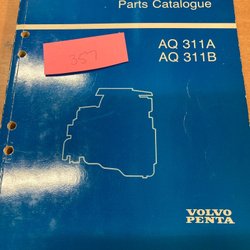 Parts Catalogue
357
AQ 311A
AQ 311B
VOLVO
PENTA